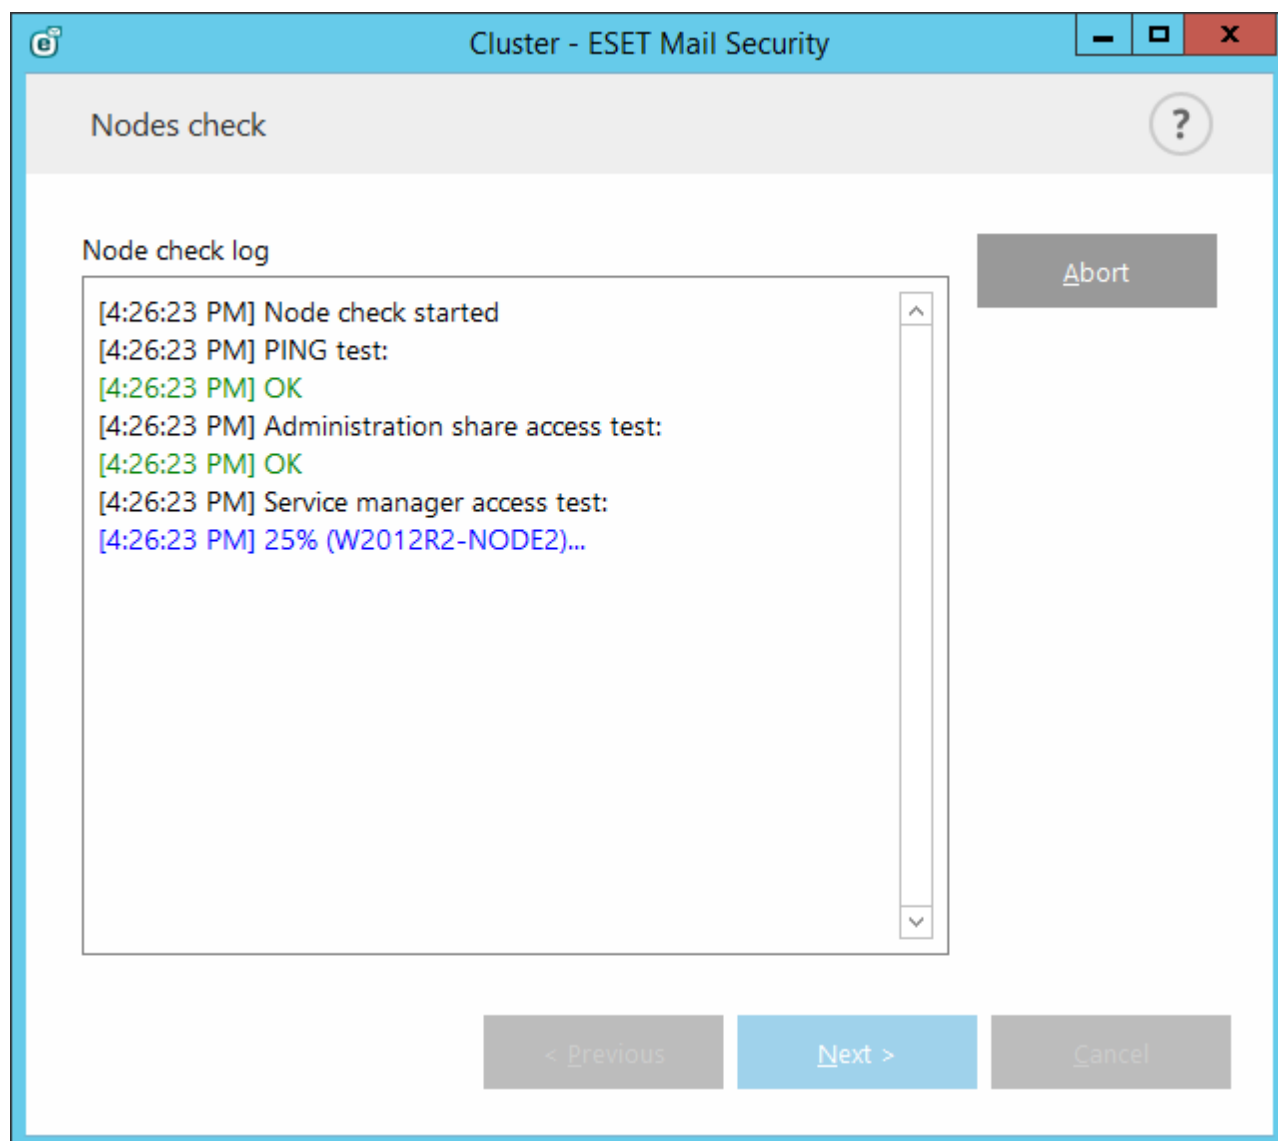 Cluster - ESET Mail Security
Nodes check
?
Node check log
Abort
[4:26:23 PM] Node check started
[4:26:23 PM] PING test:
[4:26:23 PM] OK
[4:26:23 PM] Administration share access test:
[4:26:23 PM] OK
[4:26:23 PM] Service manager access test:
[4:26:23 PM] 25% (W2012R2-NODE2)...
< Previous
Next >
Cancel